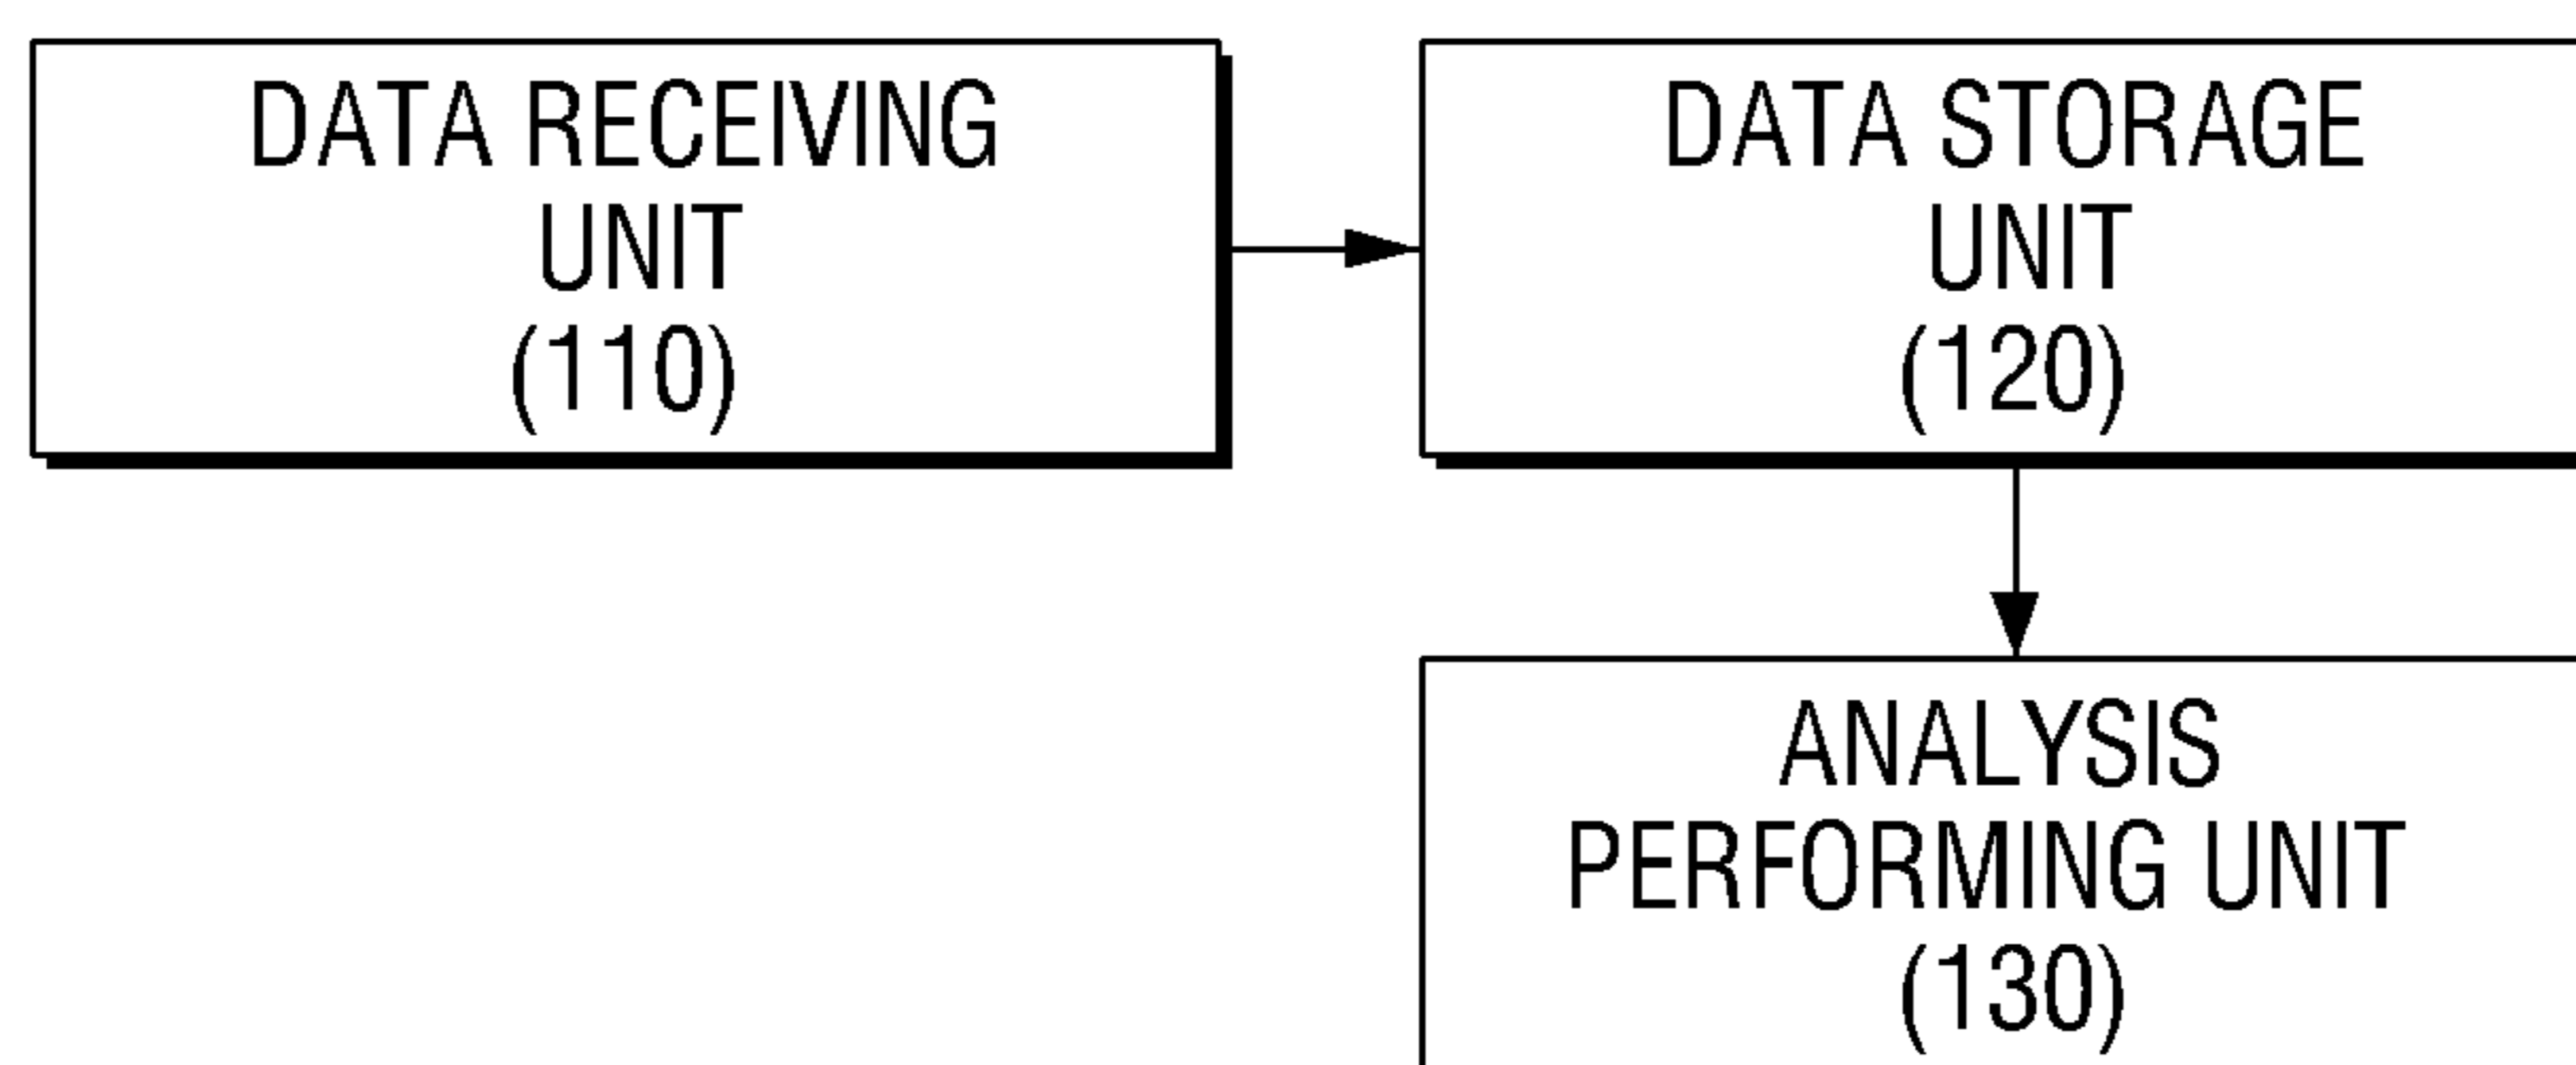 DATA RECEIVING
UNIT
(110)
DATA STORAGE
UNIT
(120)
ANALYSIS
PERFORMING UNIT
(130)